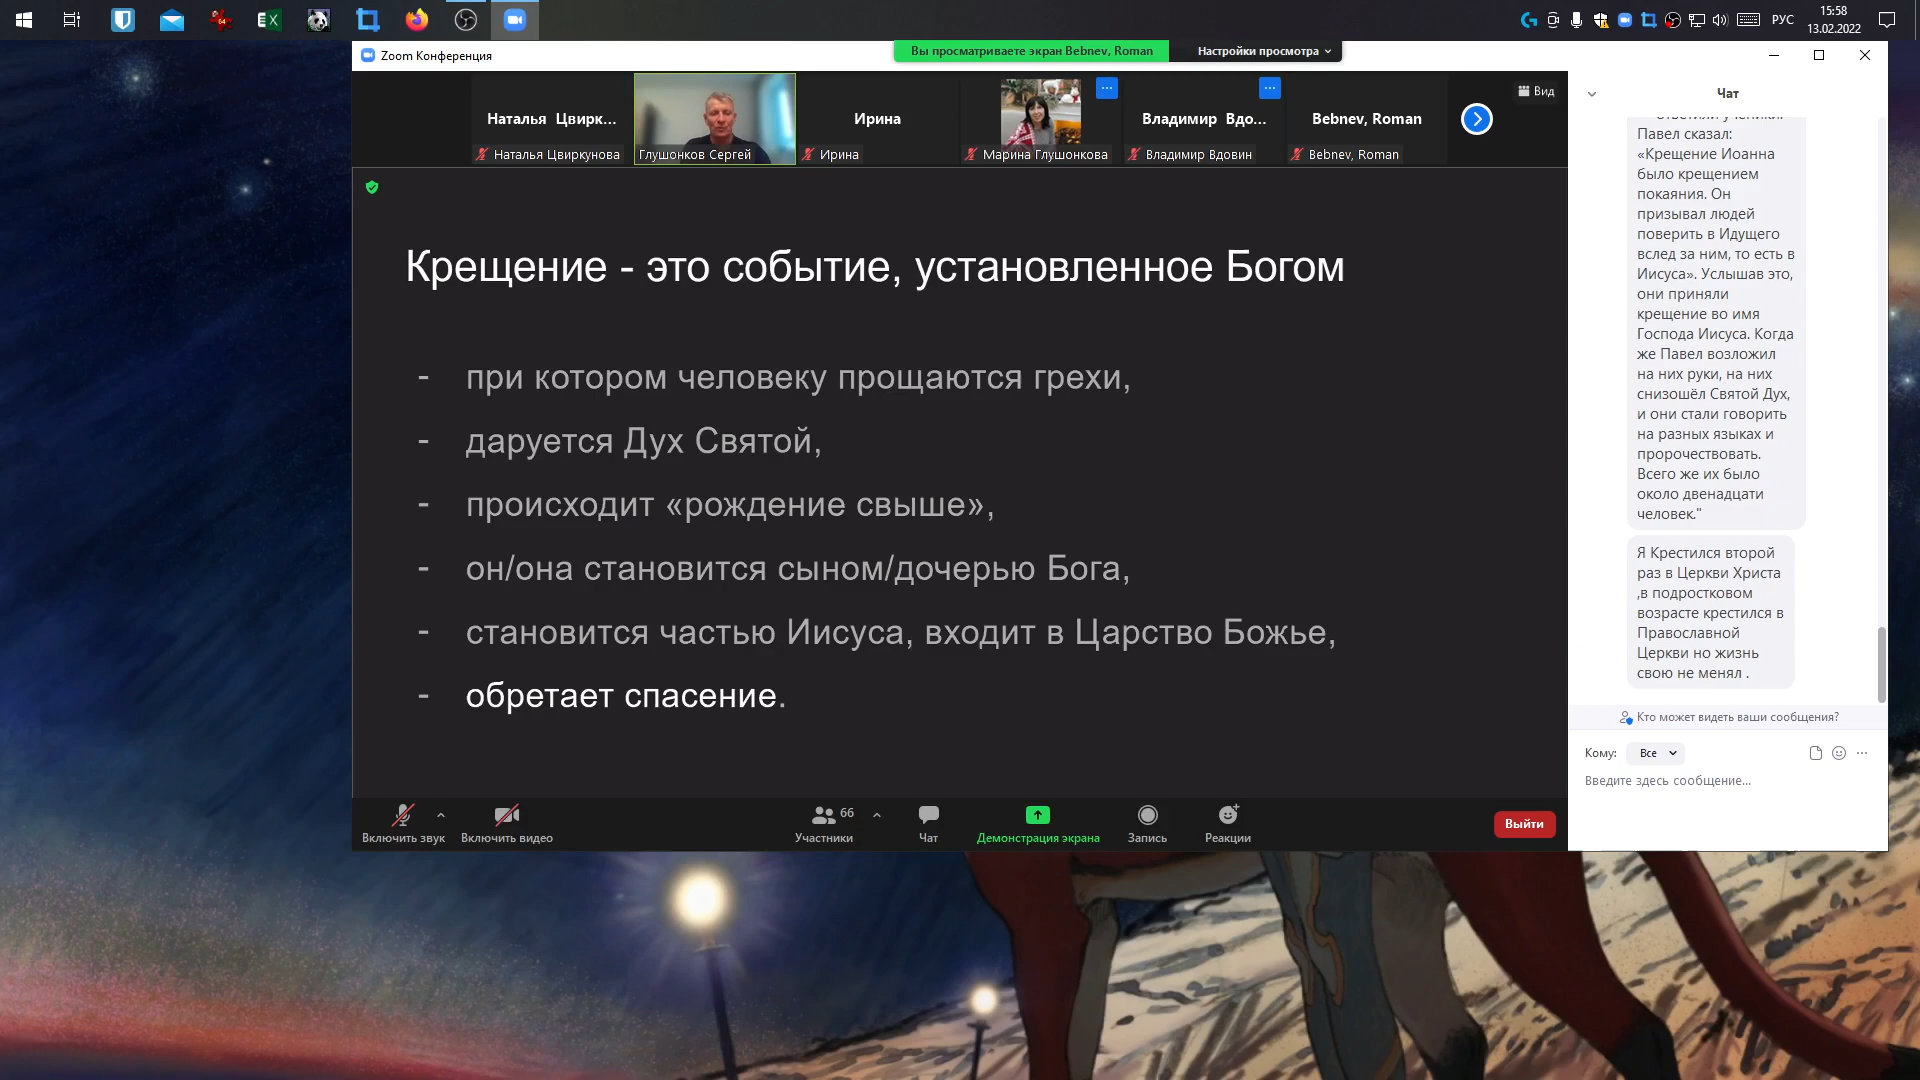 64
РУС
15:58
13.02.2022
Zoom Конференция
Вы просматриваете экран Bebnev, Roman
Настройки просмотра
Наталья Цвирк...
Наталья Цвиркунова
Глушонков Сергей
Ирина
Ирина
Марина Глушонкова
Владимир Вдо...
Владимир Вдовин
Bebnev, Roman
Bebnev, Roman
Вид
Крещение - это событие, установленное Богом
- при котором человеку прощаются грехи,
- даруется Дух Святой,
- происходит «рождение свыше»,
- он/она становится сыном/дочерью Бога,
- становится частью Иисуса, входит в Царство Божье,
- обретает спасение.
Чат
ответили ученики.
Павел сказал:
«Крещение Иоанна
было крещением
покаяния. Он
призывал людей
поверить в Идущего
вслед за ним, то есть в
Иисуса». Услышав это,
они приняли
крещение во имя
Господа Иисуса. Когда
же Павел возложил
на них руки, на них
снизошёл Святой Дух,
и они стали говорить
на разных языках и
пророчествовать.
Всего же их было
около двенадцати
человек."
Я Крестился второй
раз в Церкви Христа
,в подростковом
возрасте крестился в
Православной
Церкви но жизнь
свою не менял .
Кто может видеть ваши сообщения?
Кому: Все
Введите здесь сообщение...
Включить звук
Включить видео
66
Участники
Чат
Демонстрация экрана
Запись
Реакции
Выйти